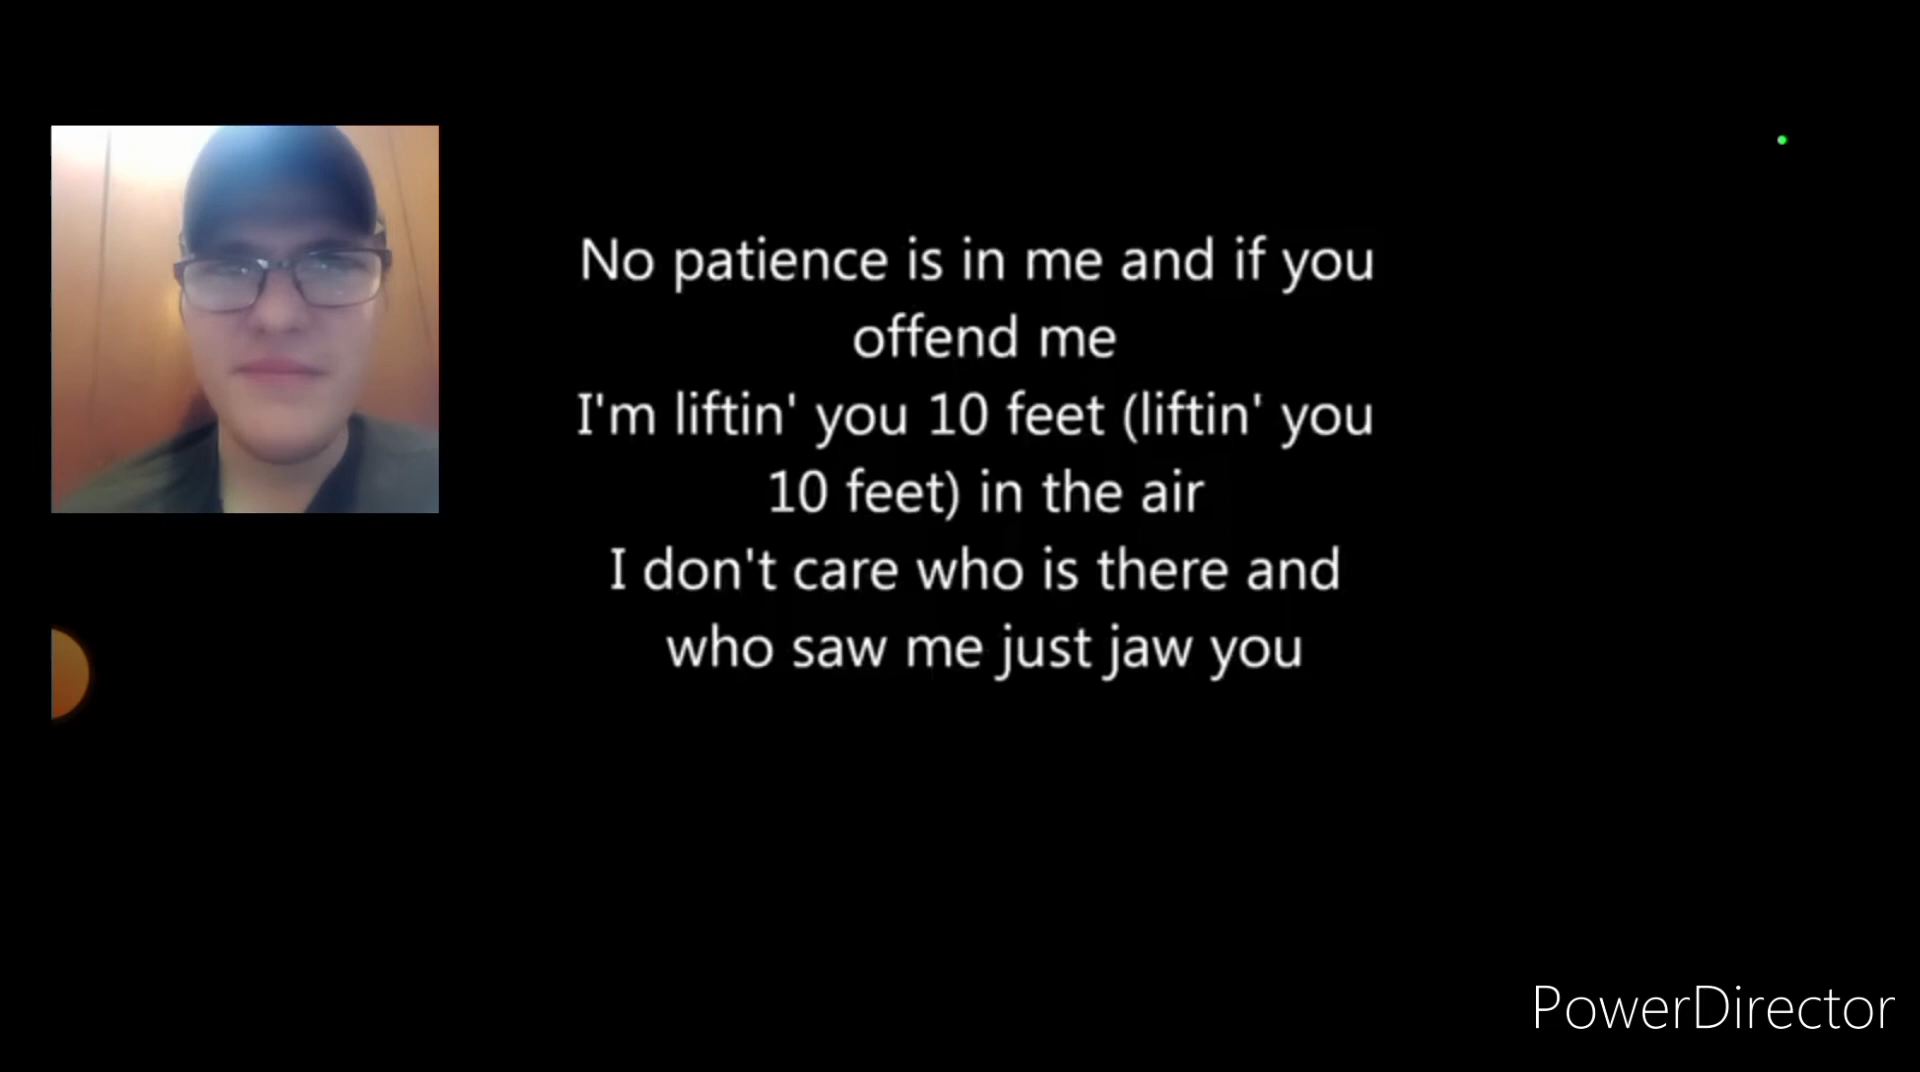 No patience is in me and if you
offend me
I'm liftin' you 10 feet (liftin' you
10 feet) in the air
I don't care who is there and
who saw me just jaw you
PowerDirector